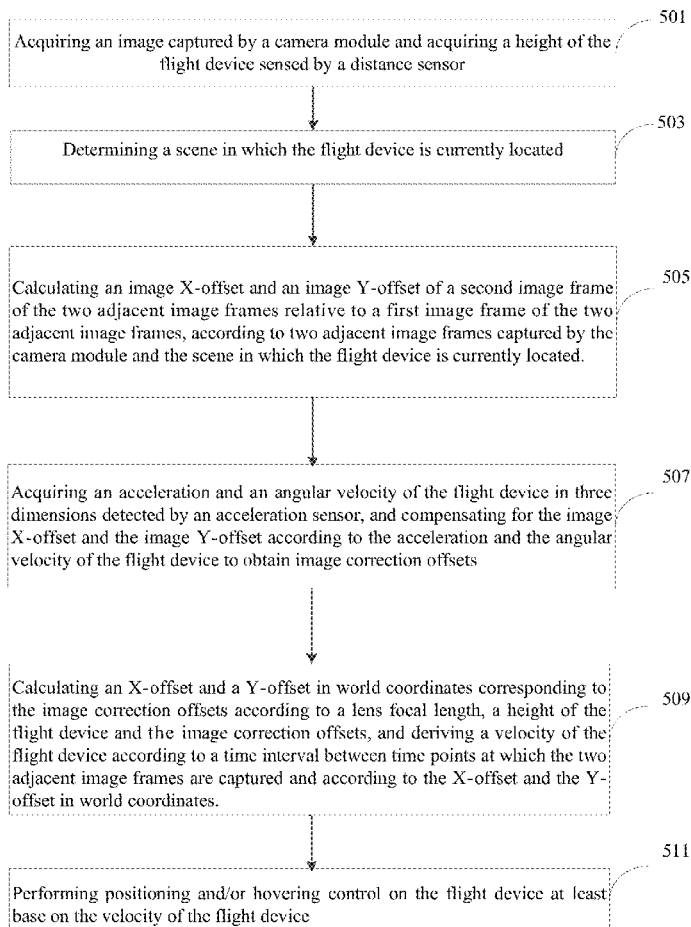 501
Acquiring an image captured by a camera module and acquiring a height of the
flight device sensed by a distance sensor
503
Determining a scene in which the flight device is currently located
505
Calculating an image X-offset and an image Y-offset of a second image frame
of the two adjacent image frames relative to a first image frame of the two
adjacent image frames, according to two adjacent image frames captured by the
camera module and the scene in which the flight device is currently located.
507
Acquiring an acceleration and an angular velocity of the flight device in three
dimensions detected by an acceleration sensor, and compensating for the image
X-offset and the image Y-offset according to the acceleration and the angular
velocity of the flight device to obtain image correction offsets
509
Calculating an X-offset and a Y-offset in world coordinates corresponding to
the image correction offsets according to a lens focal length, a height of the
flight device and the image correction offsets, and deriving a velocity of the
flight device according to a time interval between time points at which the two
adjacent image frames are captured and according to the X-offset and the Y-
offset in world coordinates.
511
Performing positioning and/or hovering control on the flight device at least
base on the velocity of the flight device